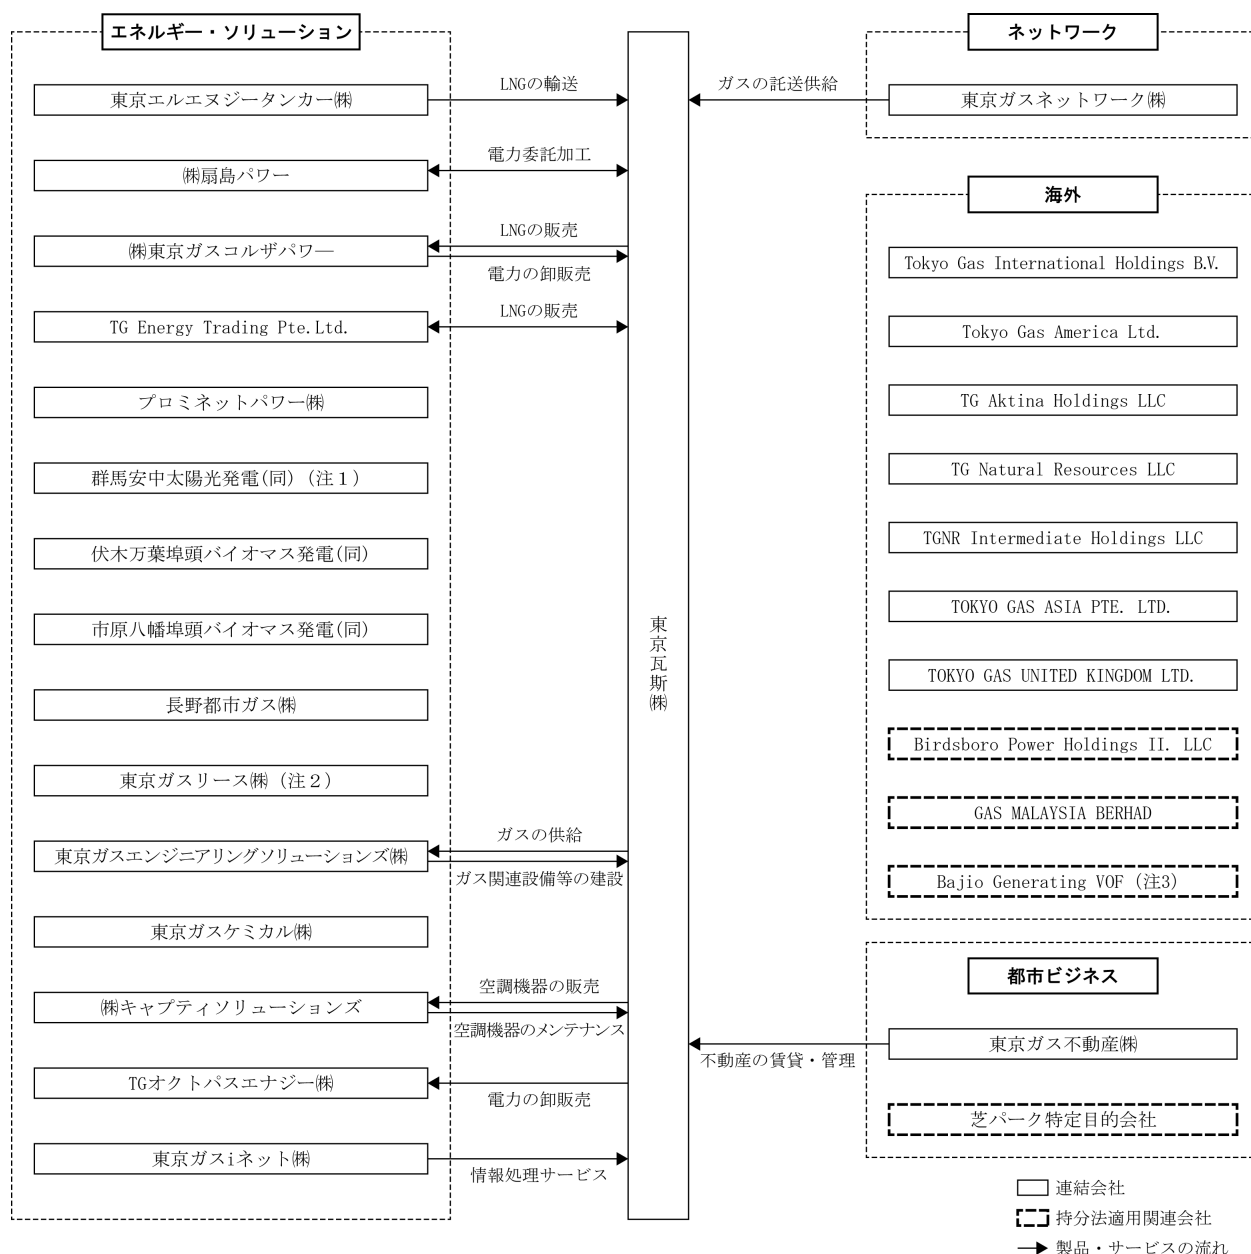 エネルギー・ソリューション
東京エルエヌジータンカー㈱
LNGの輸送
㈱扇島パワー
電力委託加工
㈱東京ガスコルザパワ―
LNGの販売
電力の卸販売
TG Energy Trading Pte.Ltd.
LNGの販売
プロミネットパワー㈱
群馬安中太陽光発電(同)（注１）
伏木万葉埠頭バイオマス発電(同)
市原八幡埠頭バイオマス発電(同)
長野都市ガス㈱
東京ガスリース㈱（注２）
東京ガスエンジニアリングソリューションズ㈱
ガスの供給
ガス関連設備等の建設
東京ガスケミカル㈱
㈱キャプティソリューションズ
空調機器の販売
空調機器のメンテナンス
TGオクトパスエナジー㈱
電力の卸販売
東京ガスiネット㈱
情報処理サービス
東京瓦斯㈱
ネットワーク
ガスの託送供給
東京ガスネットワーク㈱
海外
Tokyo Gas International Holdings B.V.
Tokyo Gas America Ltd.
TG Aktina Holdings LLC
TG Natural Resources LLC
TGNR Intermediate Holdings LLC
TOKYO GAS ASIA PTE. LTD.
TOKYO GAS UNITED KINGDOM LTD.
Birdsboro Power Holdings II. LLC
GAS MALAYSIA BERHAD
Bajio Generating VOF（注3）
都市ビジネス
東京ガス不動産㈱
不動産の賃貸・管理
芝パーク特定目的会社
連結会社
持分法適用関連会社
製品・サービスの流れ